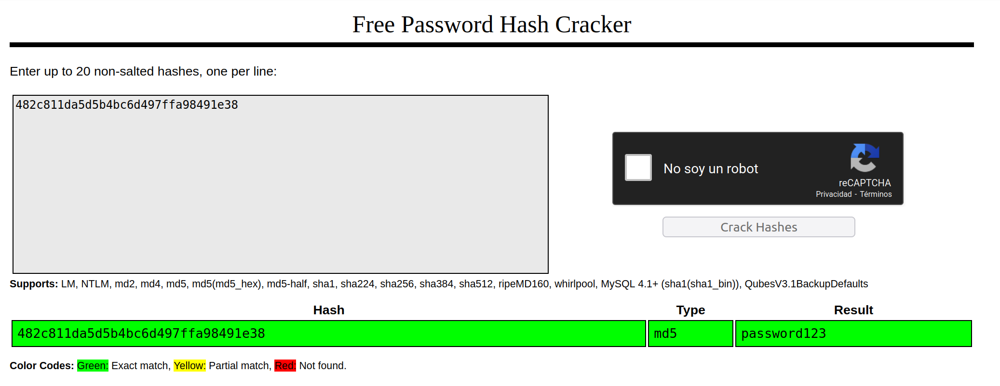 Free Password Hash Cracker
Enter up to 20 non-salted hashes, one per line:
482c811da5d5b4bc6d497ffa98491e38
No soy un robot
reCAPTCHA
Privacidad - Términos
Crack Hashes
Supports: LM, NTLM, md2, md4, md5, md5(md5_hex), md5-half, sha1, sha224, sha256, sha384, sha512, ripeMD160, whirlpool, MySQL 4.1+ (sha1(sha1_bin)), QubesV3.1BackupDefaults
Hash Type Result
482c811da5d5b4bc6d497ffa98491e38 md5 password123
Color Codes: Green: Exact match, Yellow: Partial match, Red: Not found.